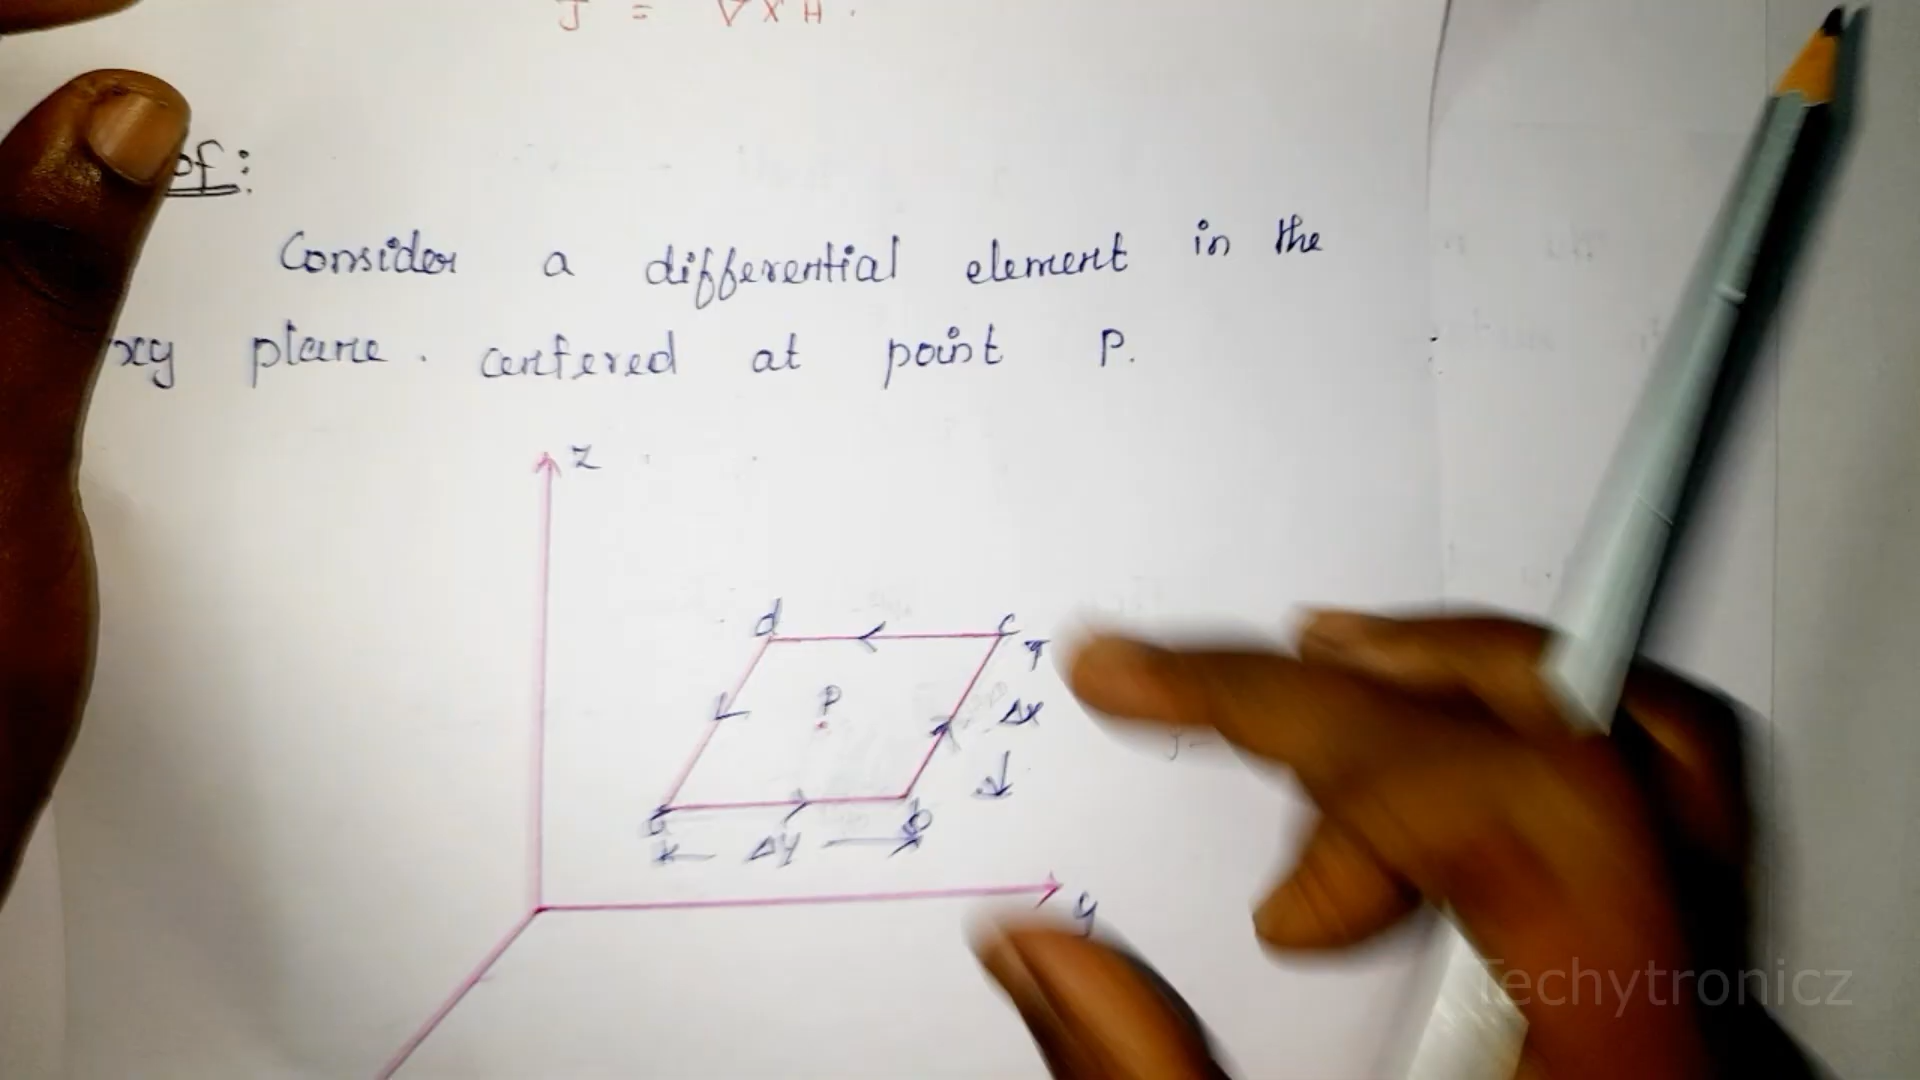 J = ∇ X H .
of:
Consider a differential element in the
xy plane . centered at point P.
z
d c
P
Δx
a b
Δy
y
Techytronicz